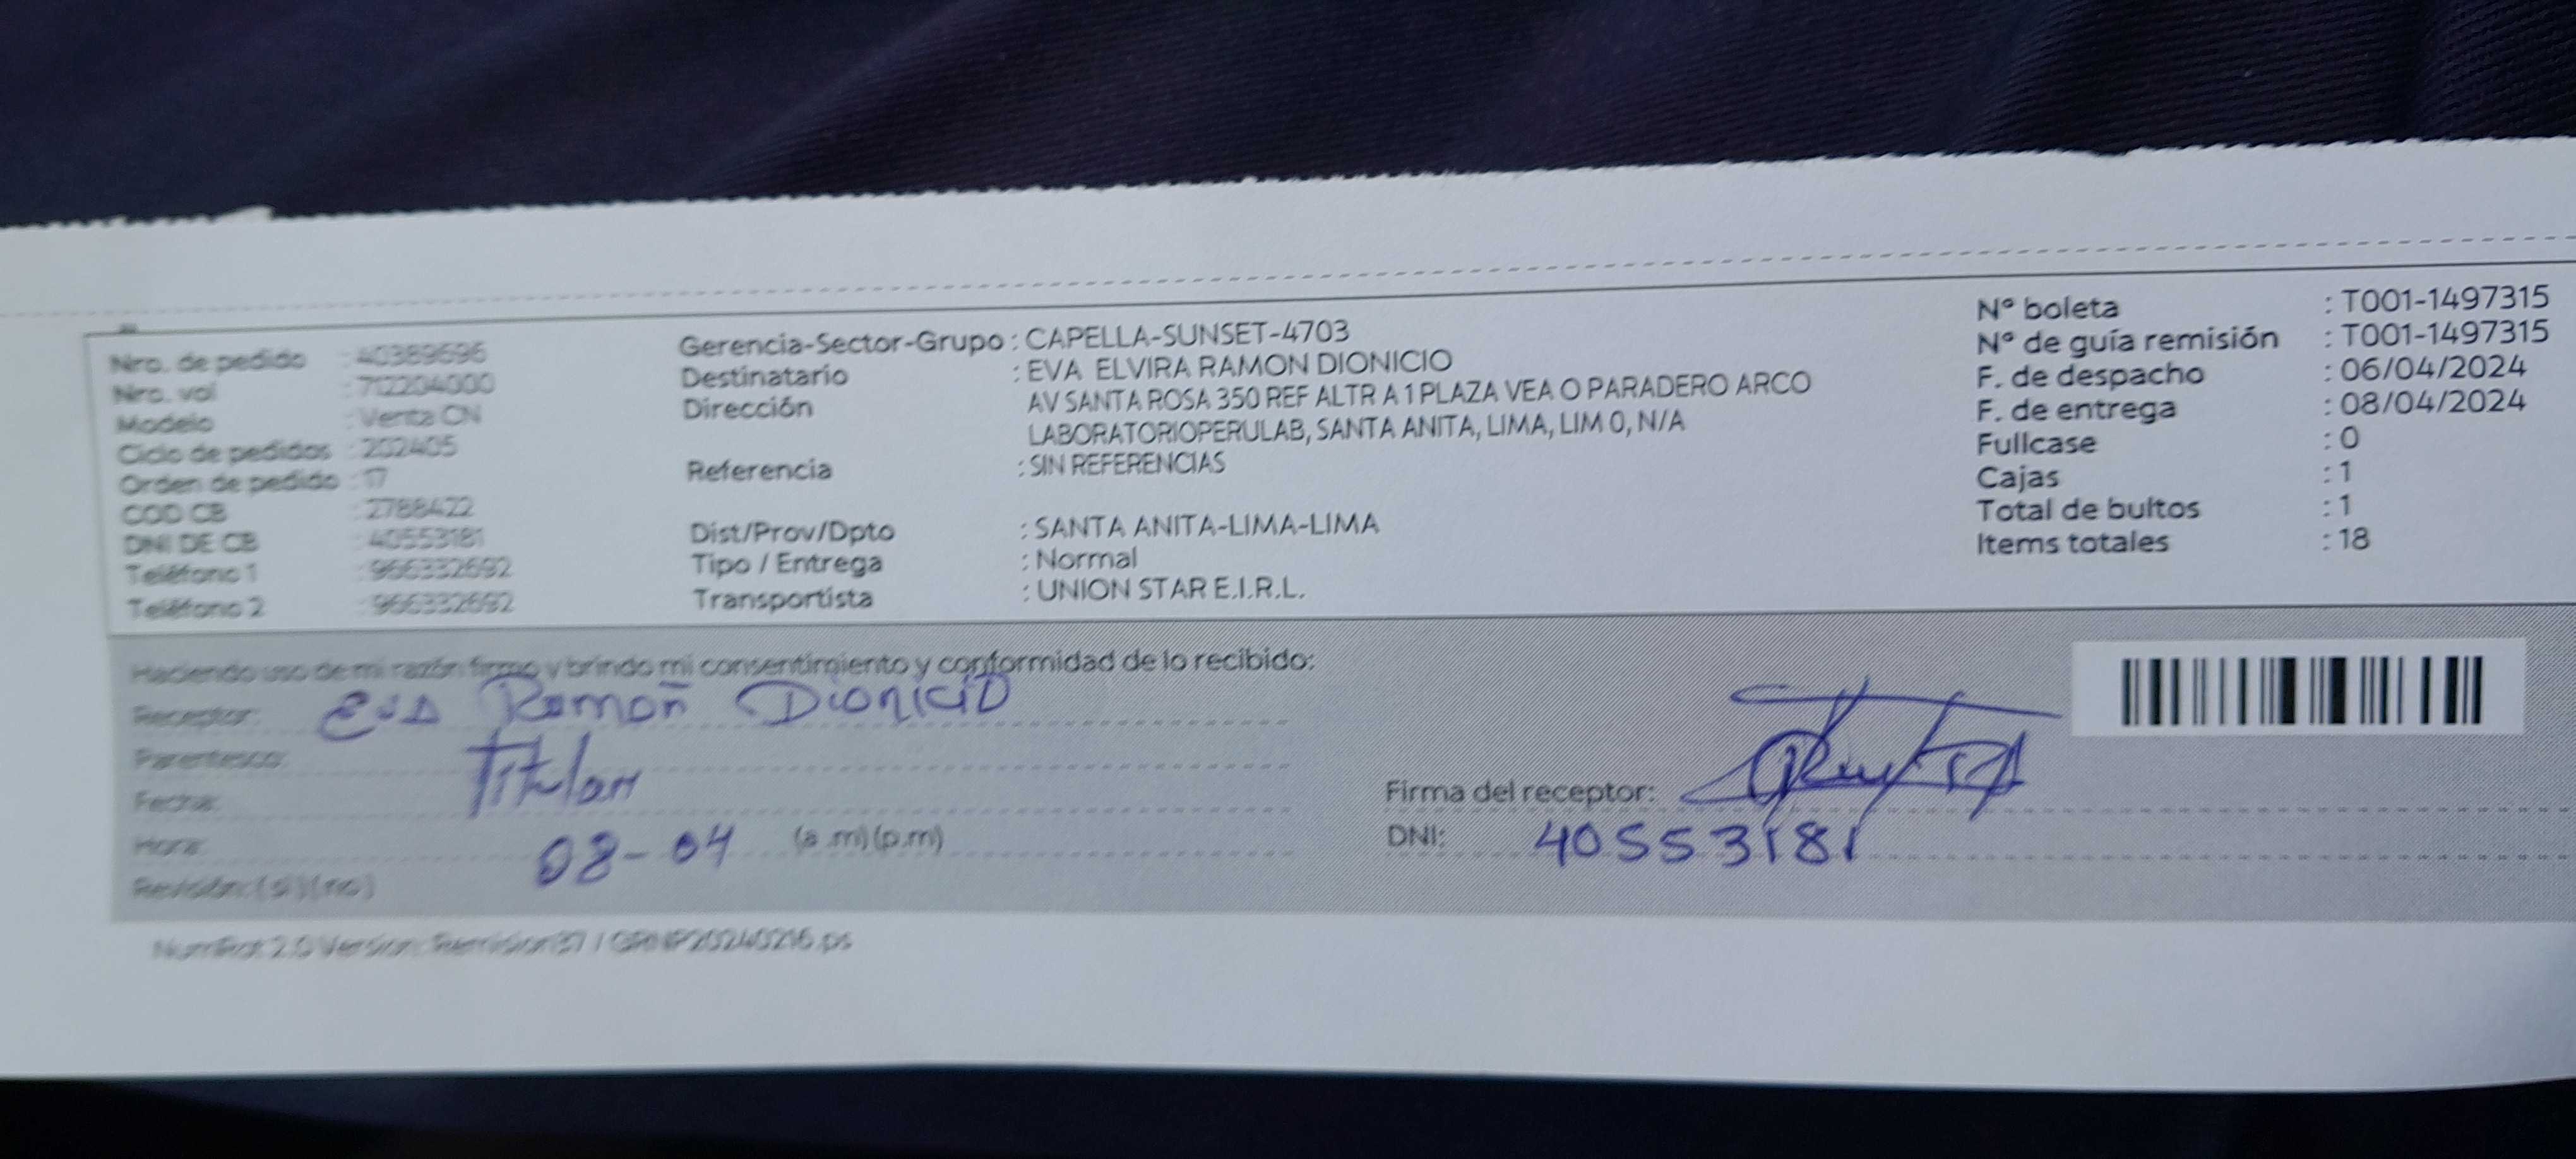 Nro. de pedido : 40389696
Nro. vol : 712204000
Modelo : Venta CN
Ciclo de pedidos : 202405
Orden de pedido : 17
COD CB : 2788422
DNI DE CB : 40553181
Teléfono 1 : 966332692
Teléfono 2 : 966332692
Gerencia-Sector-Grupo : CAPELLA-SUNSET-4703
Destinatario : EVA ELVIRA RAMON DIONICIO
Dirección AV SANTA ROSA 350 REF ALTR A 1 PLAZA VEA O PARADERO ARCO
LABORATORIOPERULAB, SANTA ANITA, LIMA, LIM 0, N/A
Referencia : SIN REFERENCIAS
Dist/Prov/Dpto : SANTA ANITA-LIMA-LIMA
Tipo / Entrega : Normal
Transportista : UNION STAR E.I.R.L.
Nº boleta : T001-1497315
Nº de guía remisión : T001-1497315
F. de despacho : 06/04/2024
F. de entrega : 08/04/2024
Fullcase : 0
Cajas : 1
Total de bultos : 1
Items totales : 18
Haciendo uso de mi razón firmo y brindo mi consentimiento y conformidad de lo recibido:
Receptor: Eva Ramon Dionicio
Parentesco: Titular
Fecha:
Hora: 08-04 (a.m)(p.m)
Revisión: (si) (no)
Firma del receptor:
DNI: 40553181